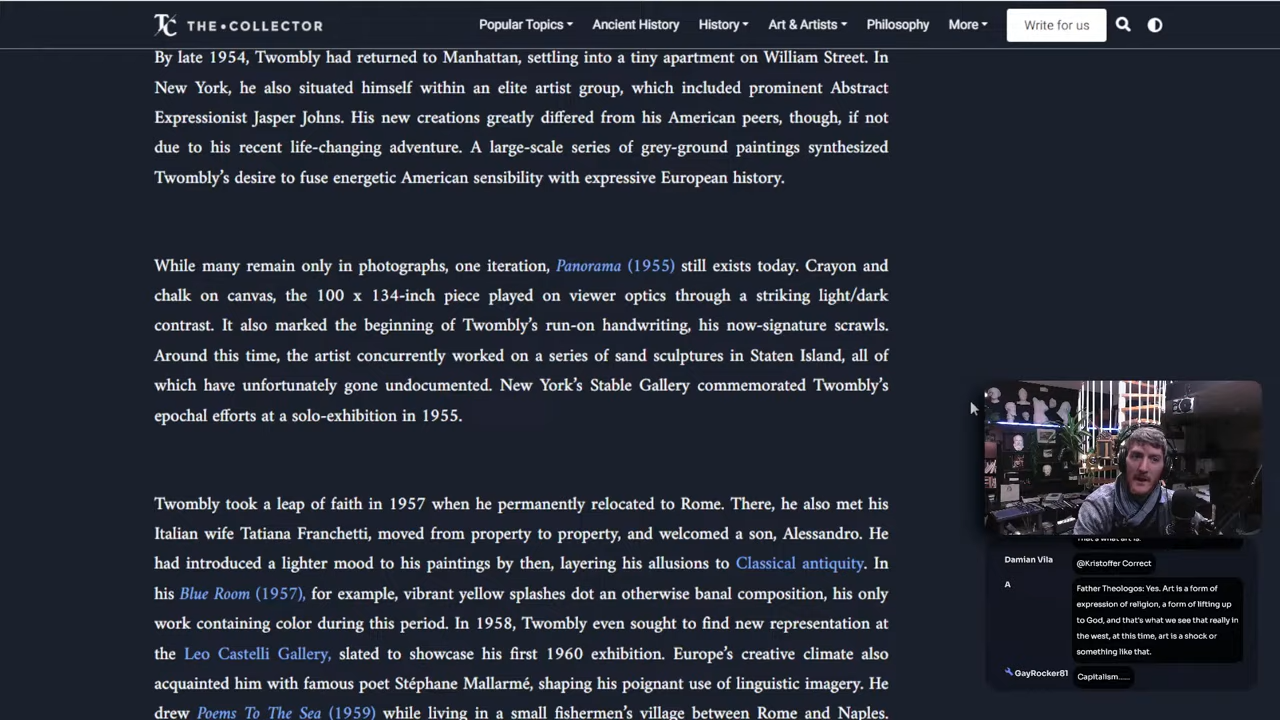 THE•COLLECTOR
Popular Topics
Ancient History
History
Art & Artists
Philosophy
More
Write for us
By late 1954, Twombly had returned to Manhattan, settling into a tiny apartment on William Street. In
New York, he also situated himself within an elite artist group, which included prominent Abstract
Expressionist Jasper Johns. His new creations greatly differed from his American peers, though, if not
due to his recent life-changing adventure. A large-scale series of grey-ground paintings synthesized
Twombly's desire to fuse energetic American sensibility with expressive European history.
While many remain only in photographs, one iteration, Panorama (1955) still exists today. Crayon and
chalk on canvas, the 100 x 134-inch piece played on viewer optics through a striking light/dark
contrast. It also marked the beginning of Twombly's run-on handwriting, his now-signature scrawls.
Around this time, the artist concurrently worked on a series of sand sculptures in Staten Island, all of
which have unfortunately gone undocumented. New York's Stable Gallery commemorated Twombly's
epochal efforts at a solo-exhibition in 1955.
Twombly took a leap of faith in 1957 when he permanently relocated to Rome. There, he also met his
Italian wife Tatiana Franchetti, moved from property to property, and welcomed a son, Alessandro. He
had introduced a lighter mood to his paintings by then, layering his allusions to Classical antiquity. In
his Blue Room (1957), for example, vibrant yellow splashes dot an otherwise banal composition, his only
work containing color during this period. In 1958, Twombly even sought to find new representation at
the Leo Castelli Gallery, slated to showcase his first 1960 exhibition. Europe's creative climate also
acquainted him with famous poet Stéphane Mallarmé, shaping his poignant use of linguistic imagery. He
drew Poems To The Sea (1959) while living in a small fishermen's village between Rome and Naples.
That's what art is.
Damian Vila
@Kristoffer Correct
A
Father Theologos: Yes. Art is a form of
expression of religion, a form of lifting up
to God, and that's what we see that really in
the west, at this time, art is a shock or
something like that.
GayRocker81
Capitalism......